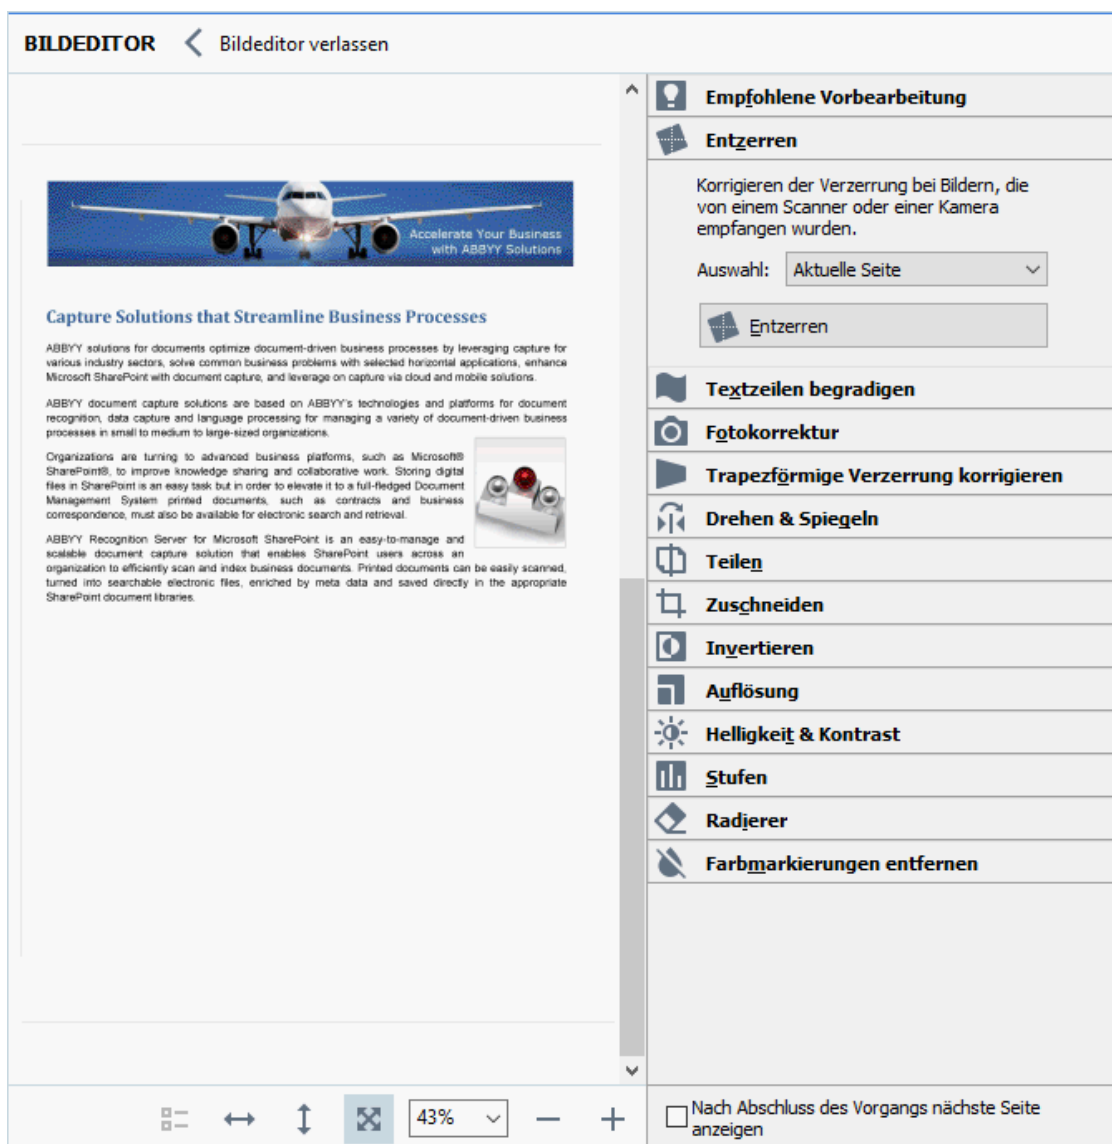 BILDEDITOR Bildeditor verlassen
Accelerate Your Business
with ABBYY Solutions
Capture Solutions that Streamline Business Processes
ABBYY solutions for documents optimize document-driven business processes by leveraging capture for
various industry sectors, solve common business problems with selected horizontal applications, enhance
Microsoft SharePoint with document capture, and leverage on capture via cloud and mobile solutions.
ABBYY document capture solutions are based on ABBYY's technologies and platforms for document
recognition, data capture and language processing for managing a variety of document-driven business
processes in small to medium to large-sized organizations.
Organizations are turning to advanced business platforms, such as Microsoft®
SharePoint®, to improve knowledge sharing and collaborative work. Storing digital
files in SharePoint is an easy task but in order to elevate it to a full-fledged Document
Management System printed documents, such as contracts and business
correspondence, must also be available for electronic search and retrieval.
ABBYY Recognition Server for Microsoft SharePoint is an easy-to-manage and
scalable document capture solution that enables SharePoint users across an
organization to efficiently scan and index business documents. Printed documents can be easily scanned,
turned into searchable electronic files, enriched by meta data and saved directly in the appropriate
SharePoint document libraries.
43%
Empfohlene Vorbearbeitung
Entzerren
Korrigieren der Verzerrung bei Bildern, die
von einem Scanner oder einer Kamera
empfangen wurden.
Auswahl: Aktuelle Seite
Entzerren
Textzeilen begradigen
Fotokorrektur
Trapezförmige Verzerrung korrigieren
Drehen & Spiegeln
Teilen
Zuschneiden
Invertieren
Auflösung
Helligkeit & Kontrast
Stufen
Radierer
Farbmarkierungen entfernen
Nach Abschluss des Vorgangs nächste Seite
anzeigen